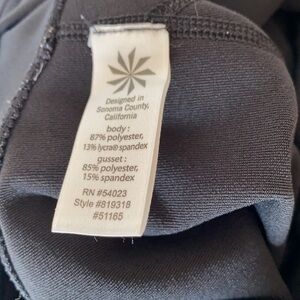 Designed in
Sonoma County,
California
body:
87% polyester,
13% lycra® spandex
gusset:
85% polyester,
15% spandex
RN #54023
Style #819318
#51165